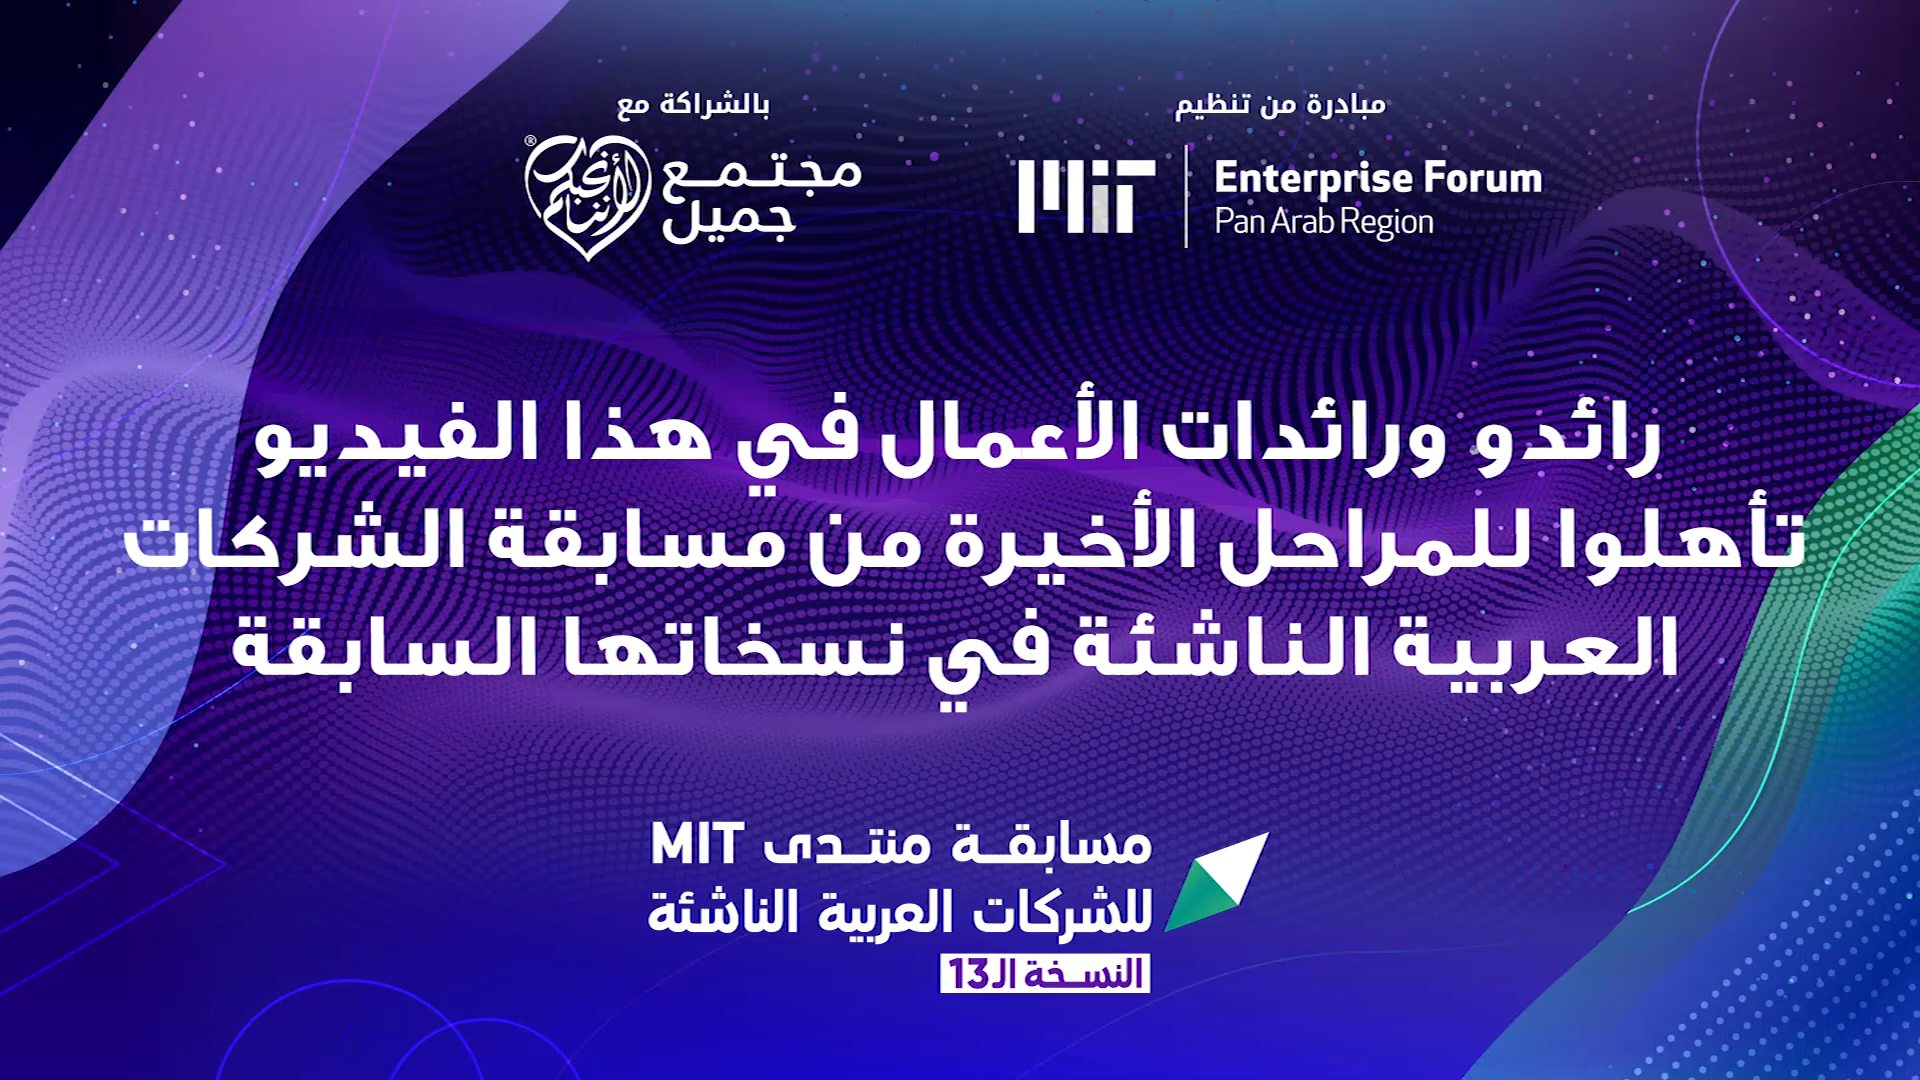 مبادرة من تنظيم
MiT Enterprise Forum
Pan Arab Region
بالشراكة مع
مجتمع
جميل
®
رائدو ورائدات الأعمال في هذا الفيديو
تأهلوا للمراحل الأخيرة من مسابقة الشركات
العربية الناشئة في نسخاتها السابقة
مسابقة منتدى MIT
للشركات العربية الناشئة
النسخة الـ13